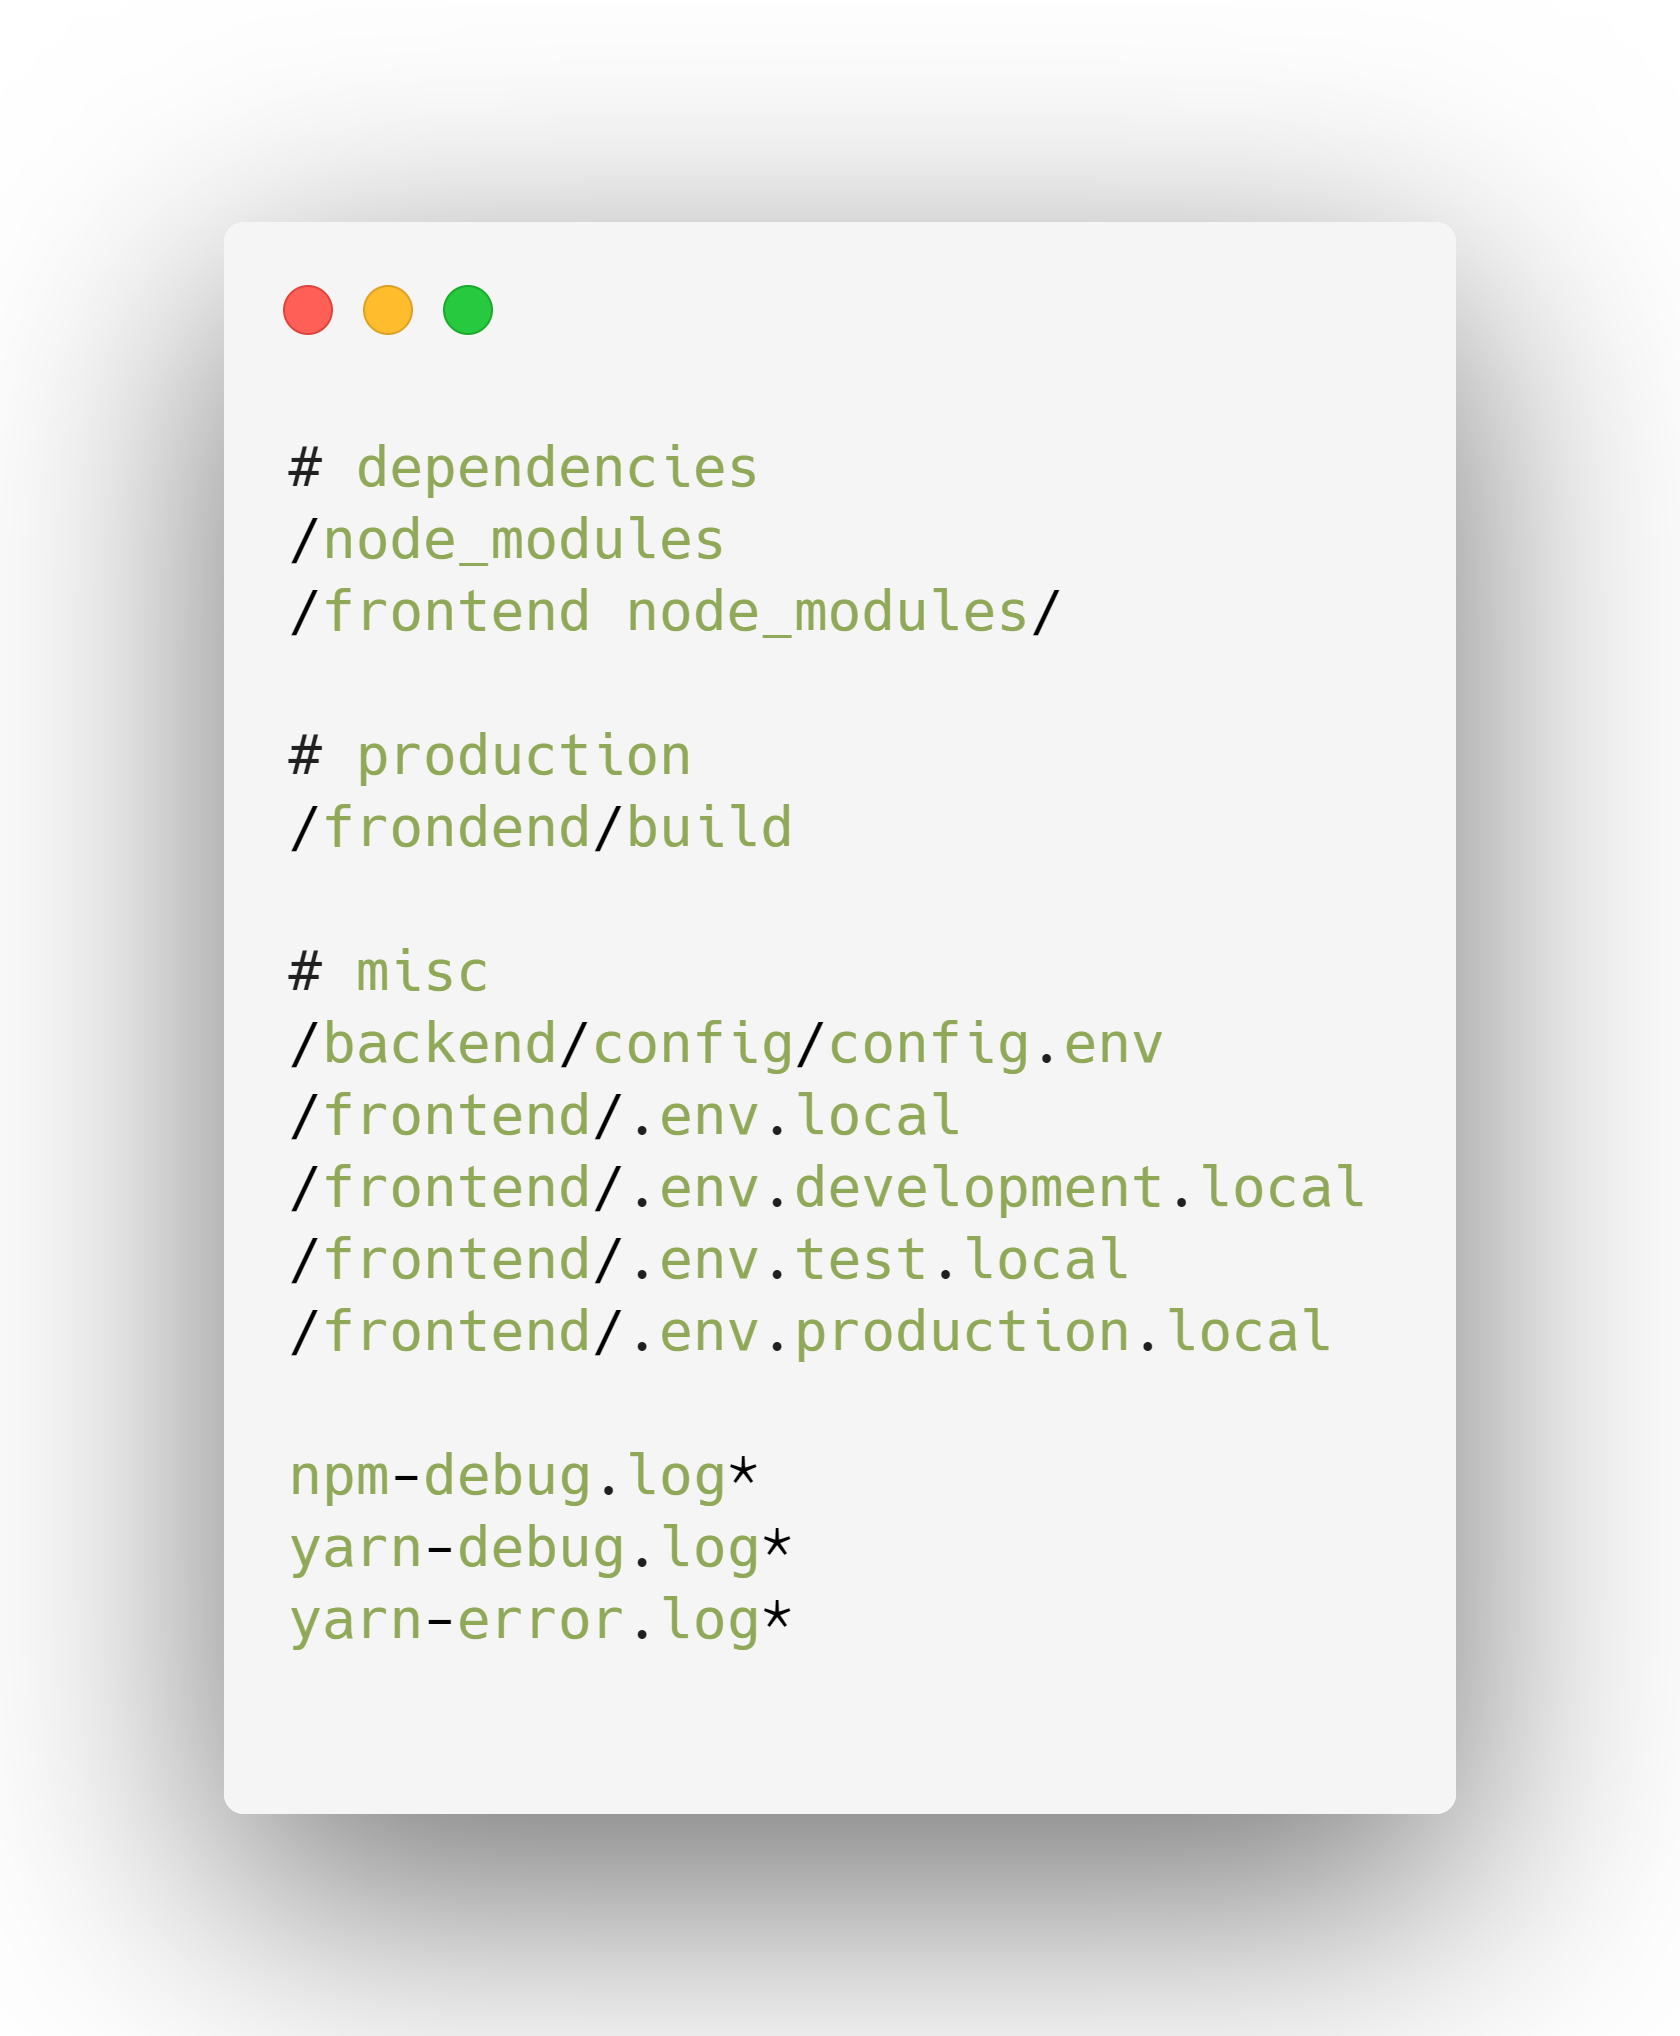 # dependencies
/node_modules
/frontend node_modules/

# production
/frondend/build

# misc
/backend/config/config.env
/frontend/.env.local
/frontend/.env.development.local
/frontend/.env.test.local
/frontend/.env.production.local

npm-debug.log*
yarn-debug.log*
yarn-error.log*